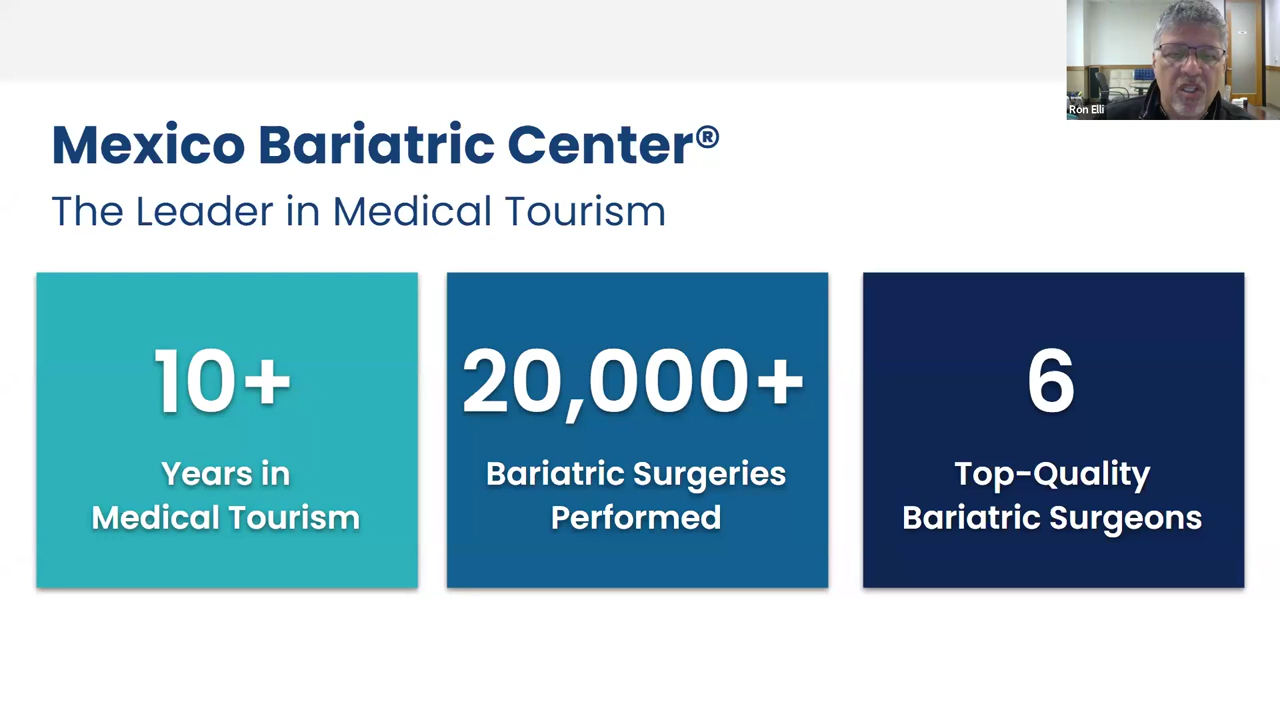 Ron Elli
Mexico Bariatric Center®
The Leader in Medical Tourism
10+
Years in
Medical Tourism
20,000+
Bariatric Surgeries
Performed
6
Top-Quality
Bariatric Surgeons